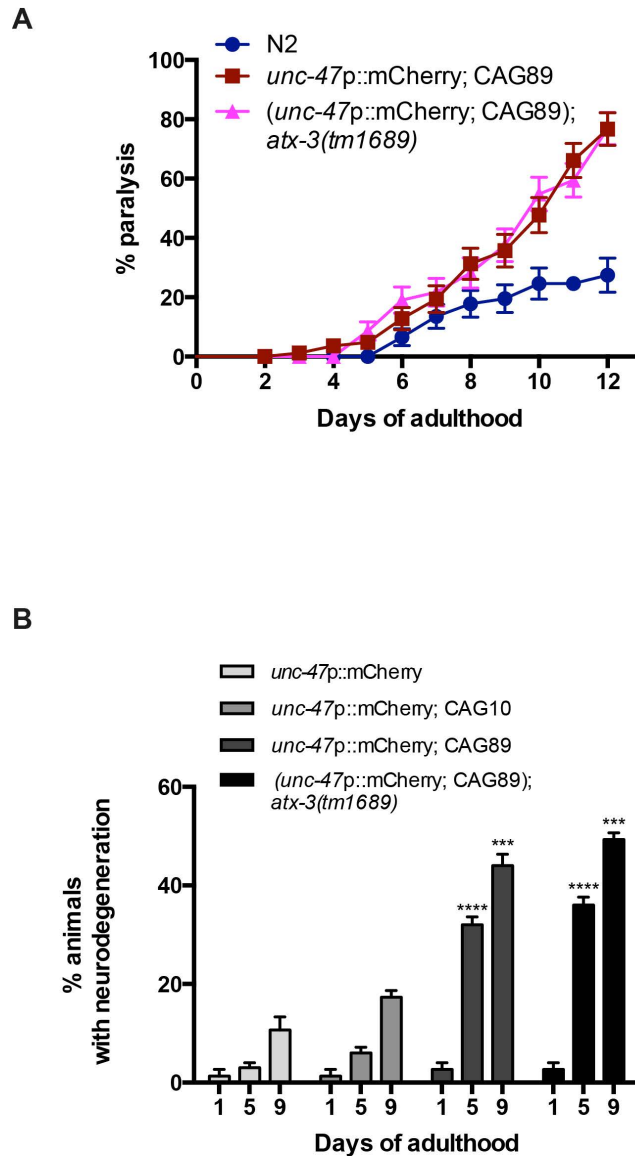 A
N2
unc-47p::mCherry; CAG89
(unc-47p::mCherry; CAG89);
atx-3(tm1689)
100
80
60
40
20
0
% paralysis
0 2 4 6 8 10 12
Days of adulthood
B
unc-47p::mCherry
unc-47p::mCherry; CAG10
unc-47p::mCherry; CAG89
(unc-47p::mCherry; CAG89);
atx-3(tm1689)
60
40
20
0
% animals
with neurodegeneration
**** *** **** ***
1 5 9 1 5 9 1 5 9 1 5 9
Days of adulthood